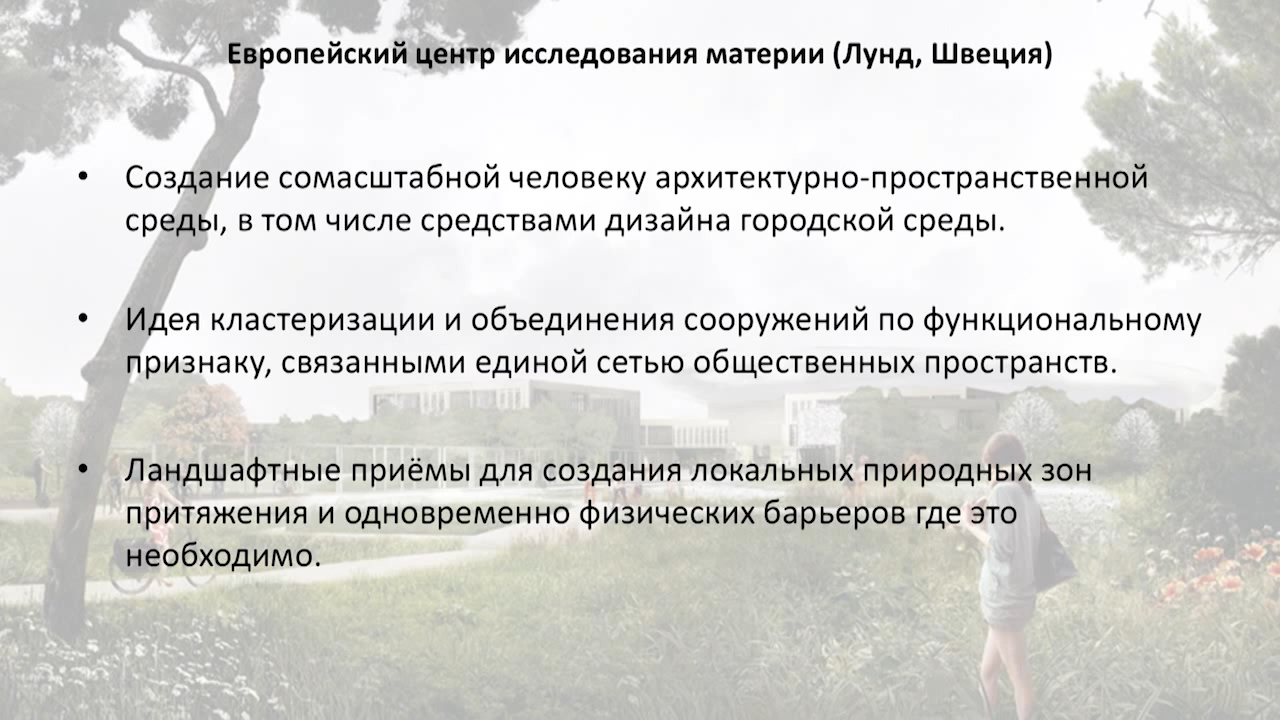 Европейский центр исследования материи (Лунд, Швеция)
• Создание сомасштабной человеку архитектурно-пространственной
среды, в том числе средствами дизайна городской среды.
• Идея кластеризации и объединения сооружений по функциональному
признаку, связанными единой сетью общественных пространств.
• Ландшафтные приёмы для создания локальных природных зон
притяжения и одновременно физических барьеров где это
необходимо.